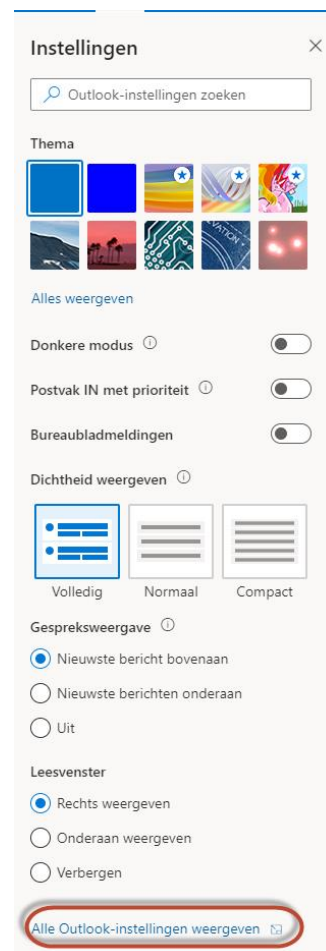 Instellingen
Outlook-instellingen zoeken
Thema
Alles weergeven
Donkere modus
Postvak IN met prioriteit
Bureaubladmeldingen
Dichtheid weergeven
Volledig Normaal Compact
Gespreksweergave
Nieuwste bericht bovenaan
Nieuwste berichten onderaan
Uit
Leesvenster
Rechts weergeven
Onderaan weergeven
Verbergen
Alle Outlook-instellingen weergeven